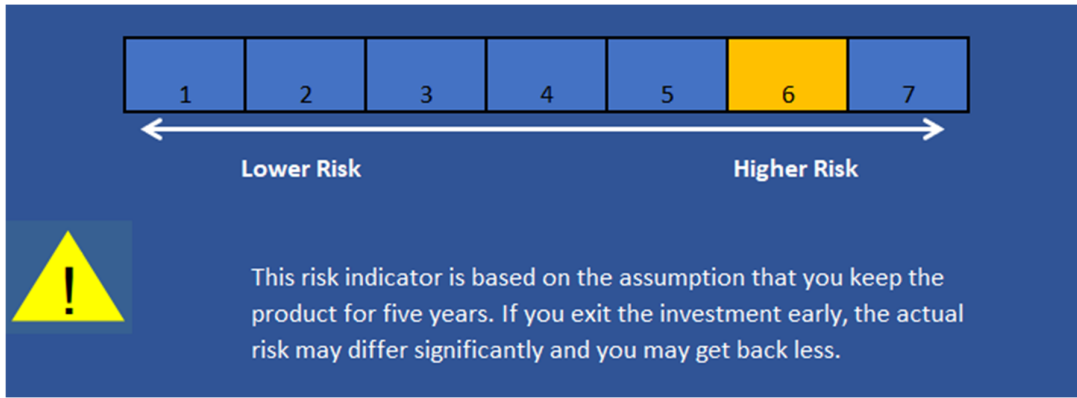 1 2 3 4 5 6 7
Lower Risk Higher Risk
!
This risk indicator is based on the assumption that you keep the
product for five years. If you exit the investment early, the actual
risk may differ significantly and you may get back less.